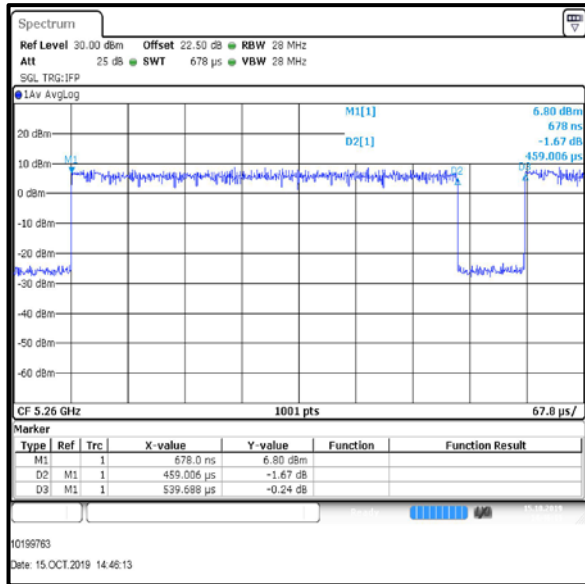 Spectrum
Ref Level 30.00 dBm Offset 22.50 dB RBW 28 MHz
Att 25 dB SWT 678 µs VBW 28 MHz
SGL TRG:IFP
1Av AvgLog
M1[1] 6.80 dBm
678 ns
D2[1] -1.67 dB
459.006 µs
20 dBm
10 dBm
M1 D2 D3
0 dBm
-10 dBm
-20 dBm
-30 dBm
-40 dBm
-50 dBm
-60 dBm
CF 5.26 GHz 1001 pts 67.8 µs/
Marker
Type Ref Trc X-value Y-value Function Function Result
M1 1 678.0 ns 6.80 dBm
D2 M1 1 459.006 µs -1.67 dB
D3 M1 1 539.688 µs -0.24 dB
10199763
Date: 15.OCT.2019 14:46:13